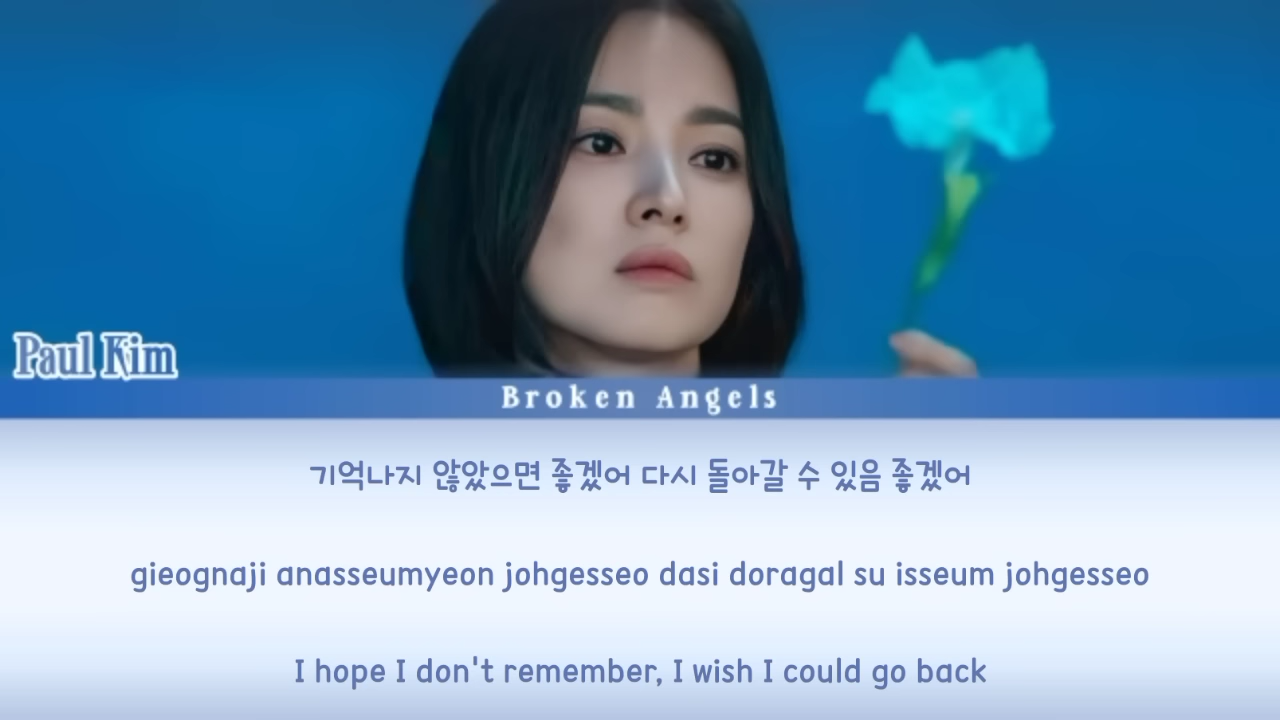 Paul Kim
Broken Angels
기억나지 않았으면 좋겠어 다시 돌아갈 수 있음 좋겠어
gieognaji anasseumyeon johgesseo dasi doragal su isseum johgesseo
I hope I don't remember, I wish I could go back